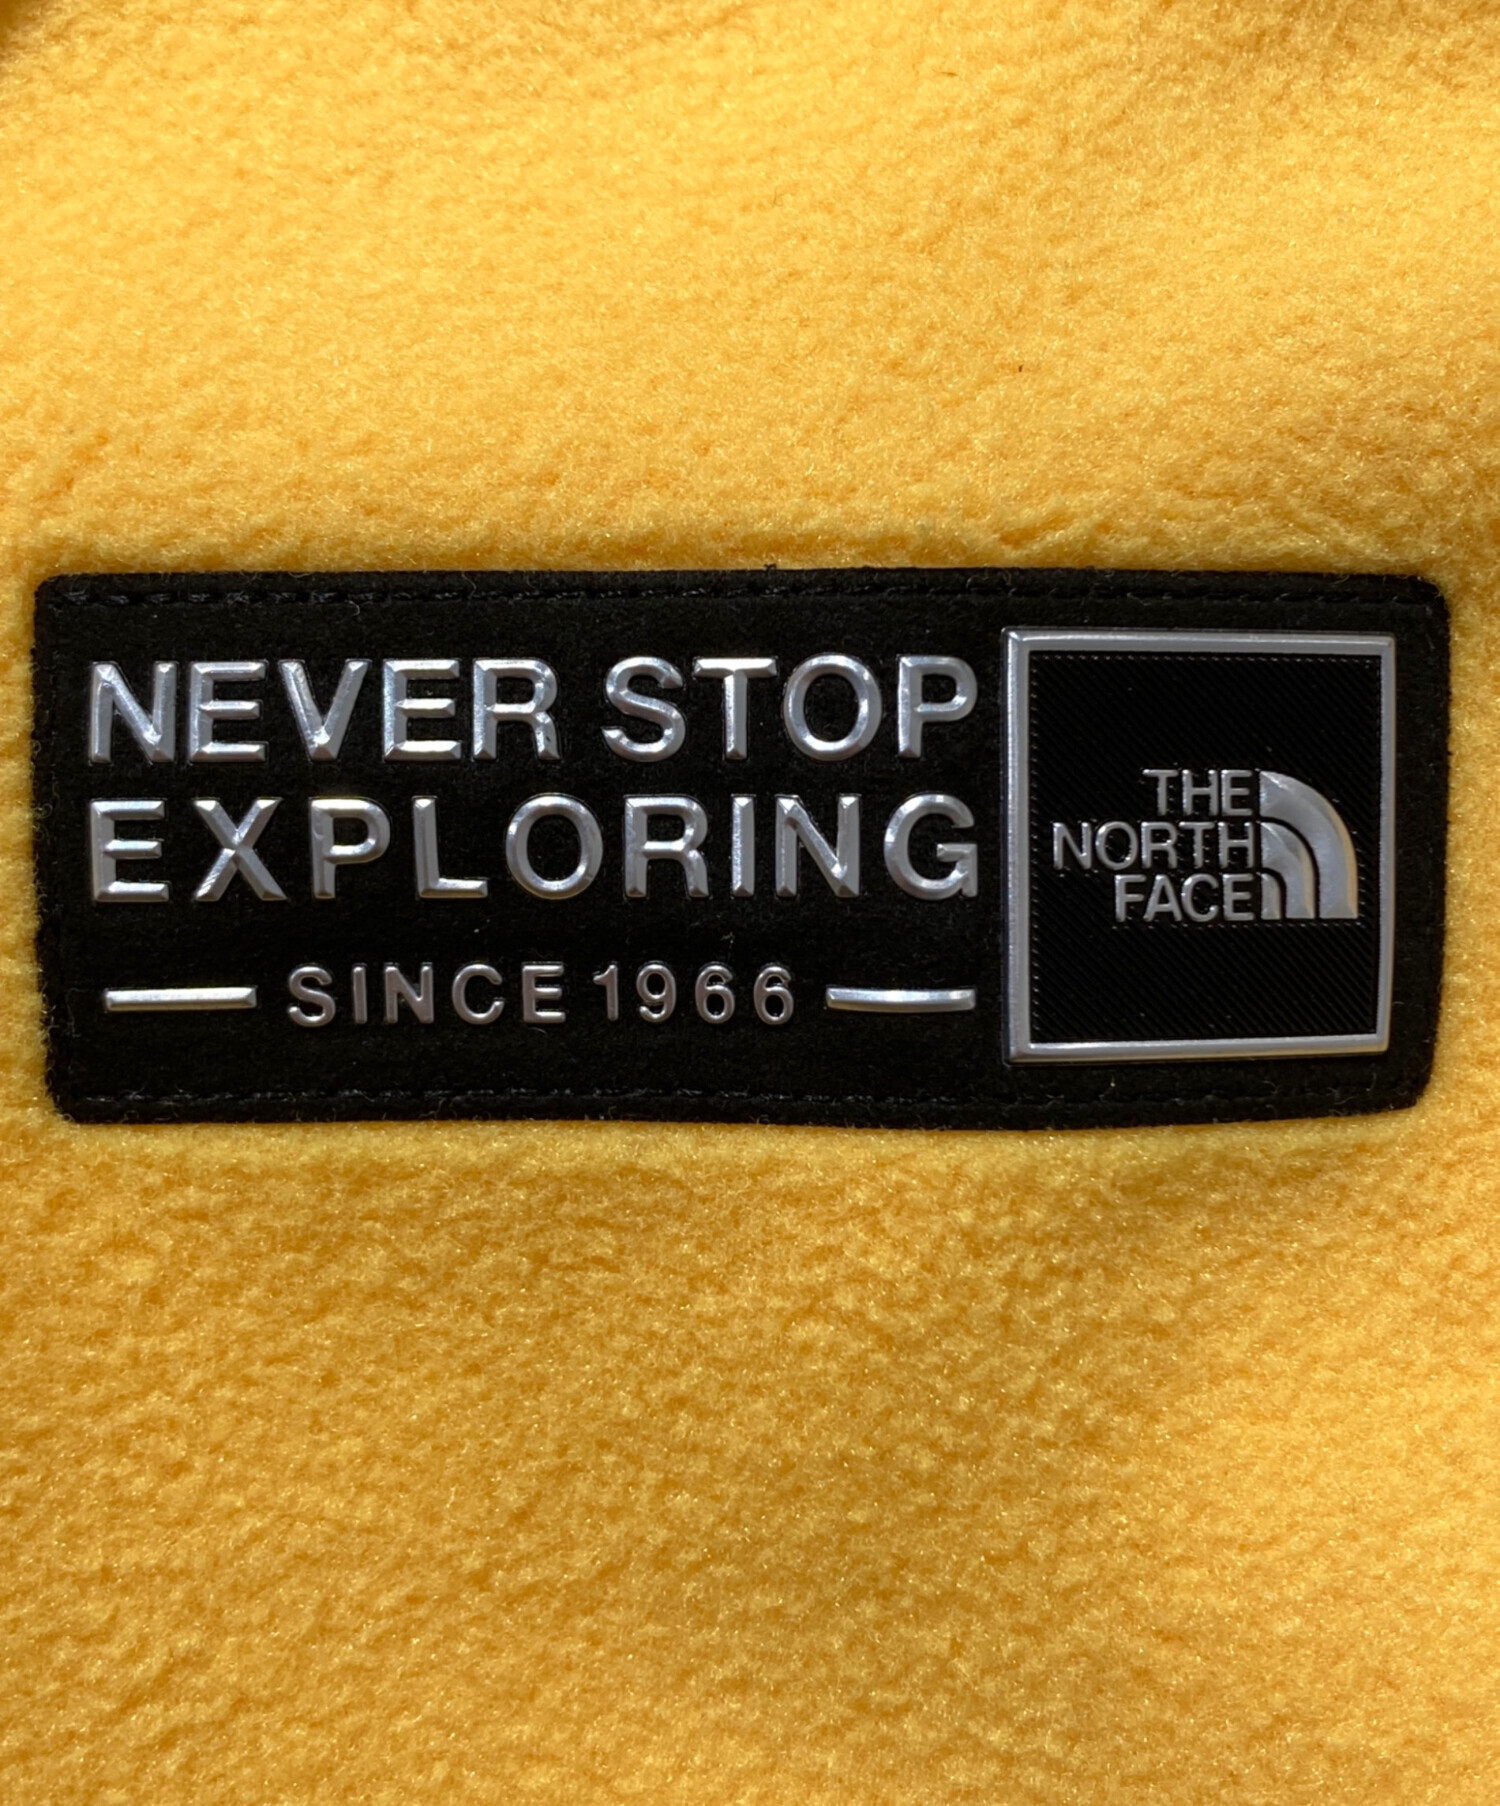 NEVER STOP
EXPLORING
SINCE 1966
THE
NORTH
FACE